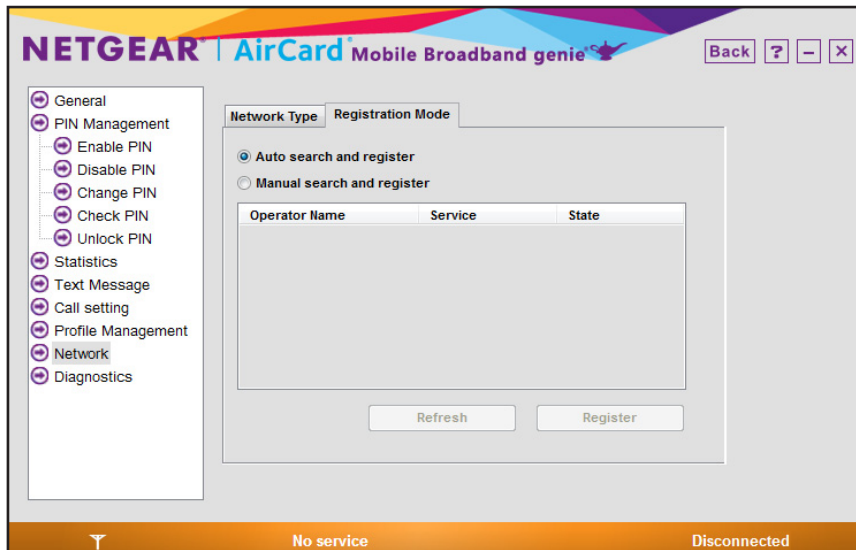 NETGEAR® | AirCard® Mobile Broadband genie®
Back ? – ×
General
PIN Management
Enable PIN
Disable PIN
Change PIN
Check PIN
Unlock PIN
Statistics
Text Message
Call setting
Profile Management
Network
Diagnostics
Network Type Registration Mode
Auto search and register
Manual search and register
Operator Name Service State
Refresh Register
No service Disconnected